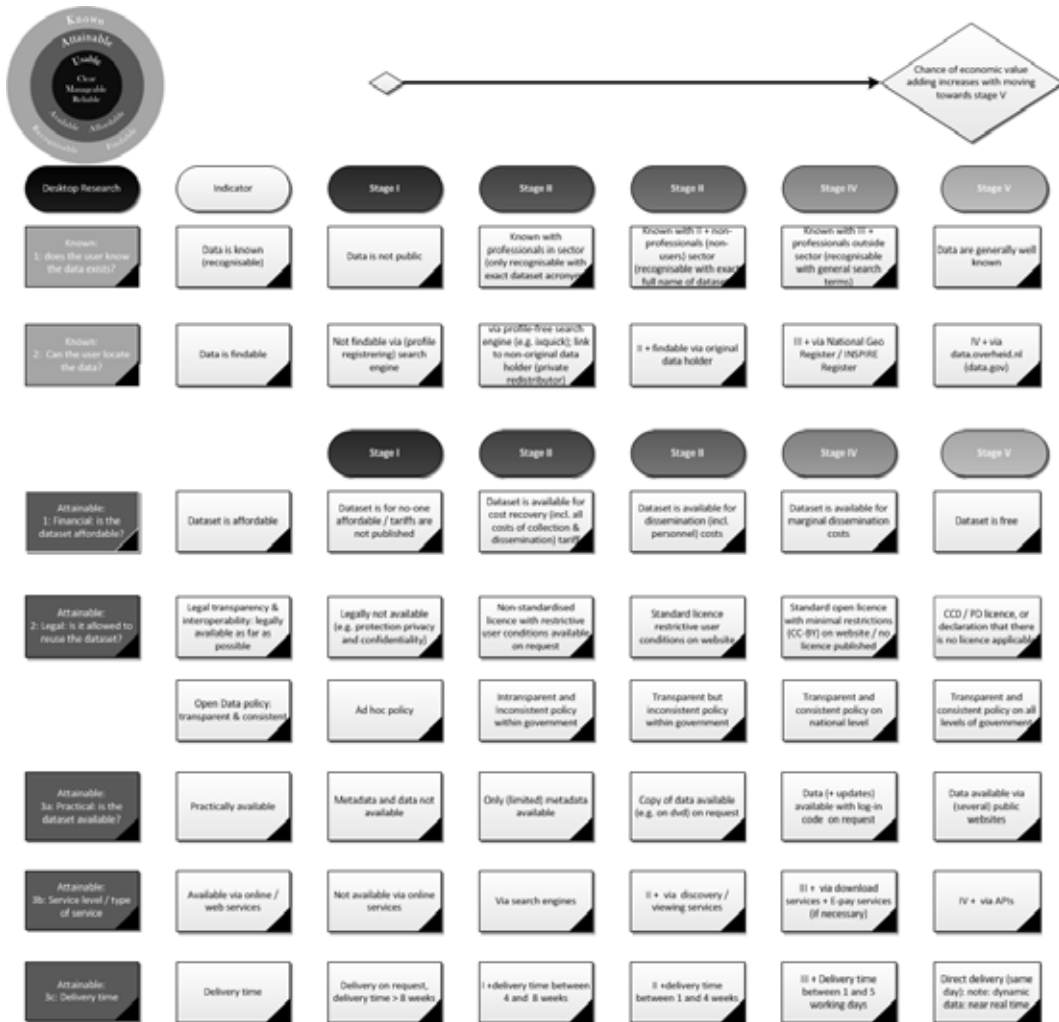 Known
Attainable
Usable
Clear
Manageable
Reliable
Available Affordable
Recognisable Findable
Chance of economic value
adding increases with moving
towards stage V
Desktop Research
Indicator
Stage I
Stage II
Stage II
Stage IV
Stage V
Known:
1: does the user know
the data exists?
Data is known
(recognisable)
Data is not public
Known with
professionals in sector
(only recognisable with
exact dataset acronym
Known with II + non-
professionals (non-
users) sector
(recognisable with exact
full name of dataset
Known with III +
professionals outside
sector (recognisable
with general search
terms)
Data are generally well
known
Known:
2: Can the user locate
the data?
Data is findable
Not findable via (profile
registrering) search
engine
via profile-free search
engine (e.g. ixquick); link
to non-original data
holder (private
redistributor)
II + findable via original
data holder
III + via National Geo
Register / INSPIRE
Register
IV + via
data.overheid.nl
(data.gov)
Stage I
Stage II
Stage II
Stage IV
Stage V
Attainable:
1: Financial: is the
dataset affordable?
Dataset is affordable
Dataset is for no-one
affordable / tariffs are
not published
Dataset is available for
cost recovery (incl. all
costs of collection &
dissemination) tariff
Dataset is available for
dissemination (incl.
personnel) costs
Dataset is available for
marginal dissemination
costs
Dataset is free
Attainable:
2: Legal: Is it allowed to
reuse the dataset?
Legal transparency &
interoperability: legally
available as far as
possible
Legally not available
(e.g. protection privacy
and confidentiality)
Non-standardised
licence with restrictive
user conditions available
on request
Standard licence
restrictive user
conditions on website
Standard open licence
with minimal restrictions
(CC-BY) on website / no
licence published
CCD / PD licence, or
declaration that there
is no licence applicable
Open Data policy:
transparent & consistent
Ad hoc policy
Intransparent and
Inconsistent policy
within government
Transparent but
inconsistent policy
within government
Transparent and
consistent policy on
national level
Transparent and
consistent policy on all
levels of government
Attainable:
3a: Practical: is the
dataset available?
Practically available
Metadata and data not
available
Only (limited) metadata
available
Copy of data available
(e.g. on dvd) on request
Data (+ updates)
available with log-in
code on request
Data available via
(several) public
websites
Attainable:
3b: Service level / type
of service
Available via online /
web services
Not available via online
services
Via search engines
II + via discovery /
viewing services
III + via download
services + E-pay services
(if necessary)
IV + via APIs
Attainable:
3c: Delivery time
Delivery time
Delivery on request,
delivery time > 8 weeks
I +delivery time between
4 and 8 weeks
II +delivery time
between 1 and 4 weeks
III + Delivery time
between 1 and 5
working days
Direct delivery (same
day): note: dynamic
data: near real time